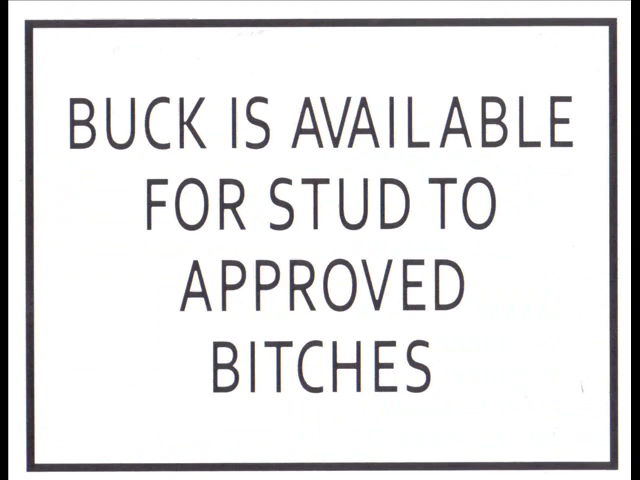 BUCK IS AVAILABLE
FOR STUD TO
APPROVED
BITCHES